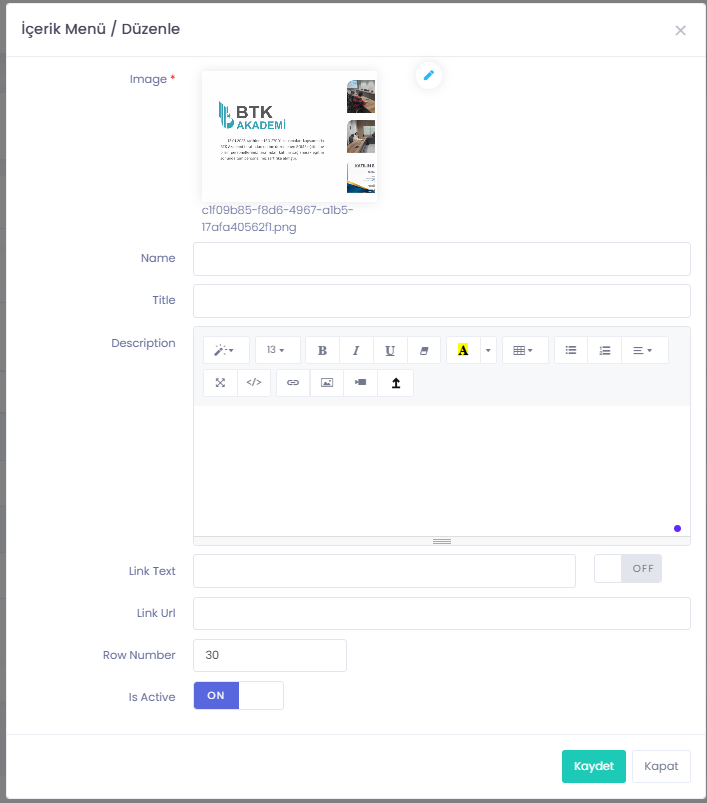 İçerik Menü / Düzenle
×
Image *
BTK
AKADEMİ
c1f09b85-f8d6-4967-a1b5-
17afa40562f1.png
Name
Title
Description
13
B I U A
</>
Link Text
OFF
Link Url
Row Number
30
Is Active
ON
Kaydet
Kapat